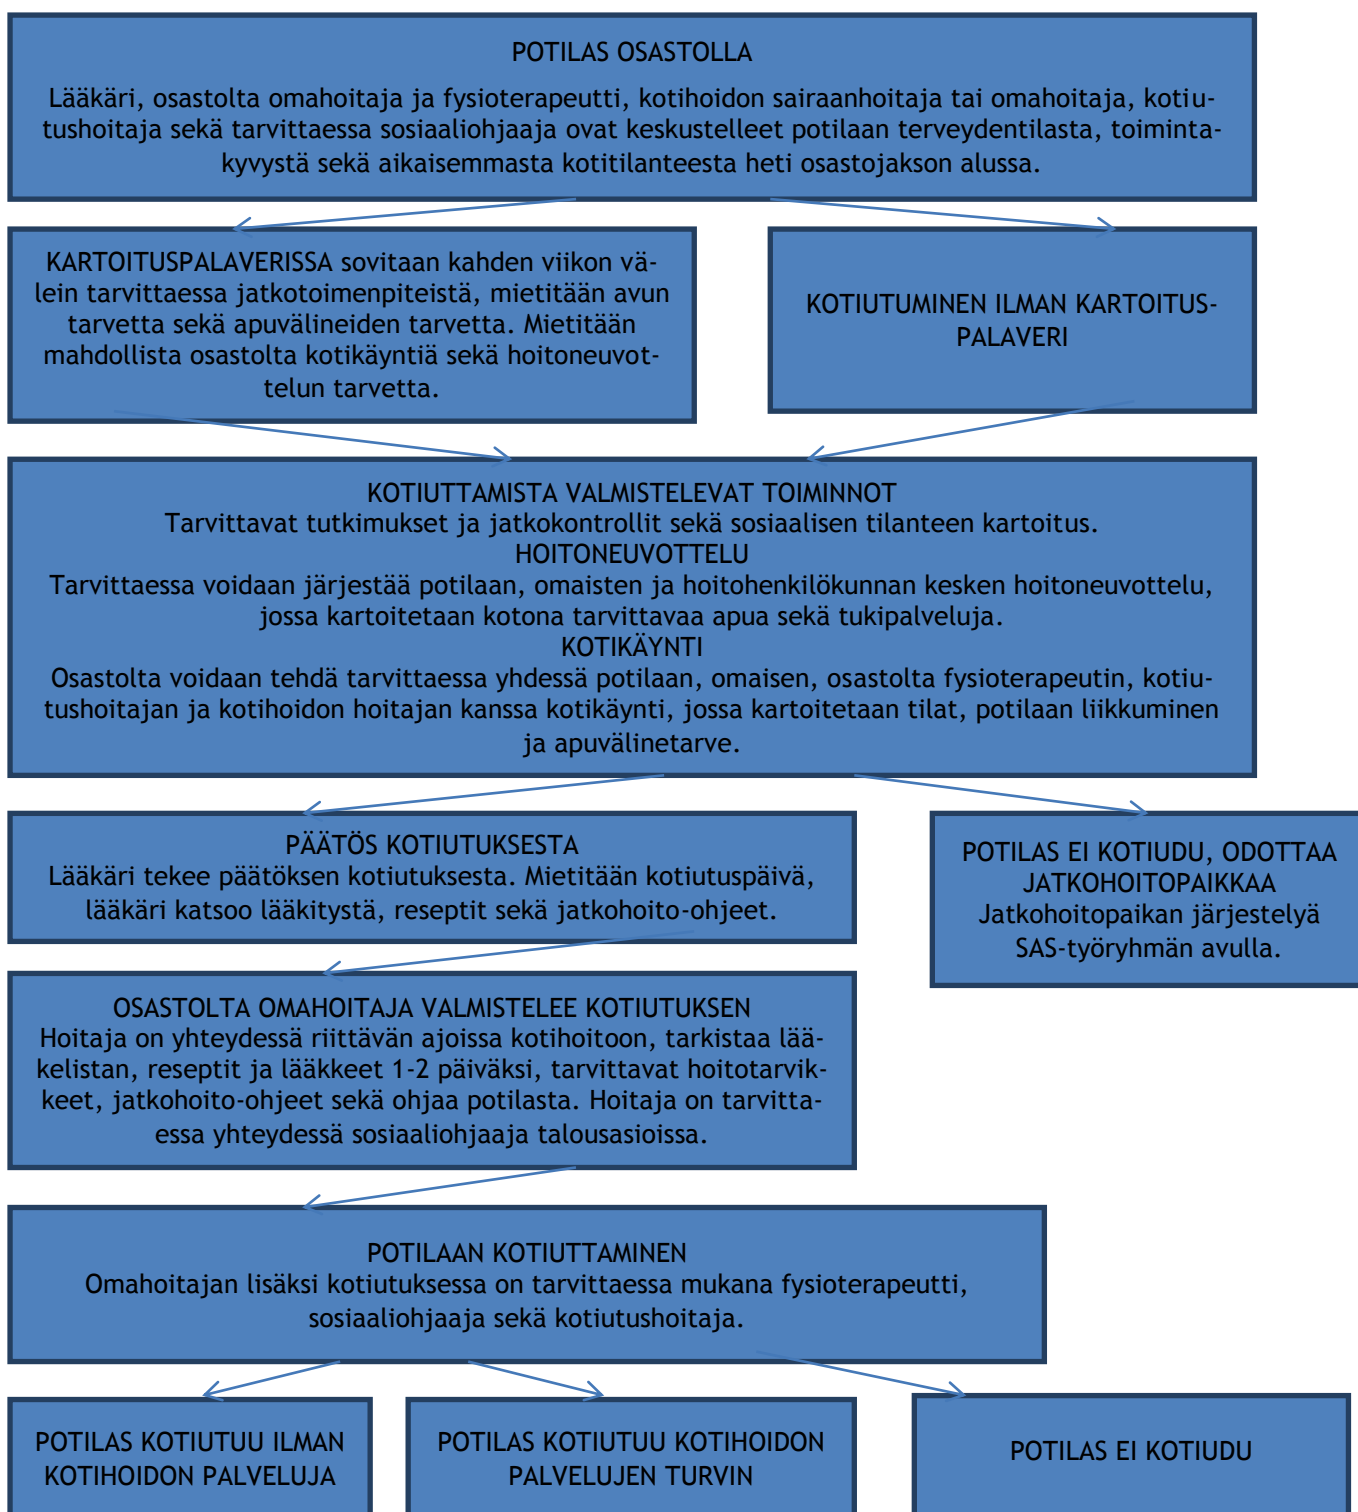 POTILAS OSASTOLLA
Lääkäri, osastolta omahoitaja ja fysioterapeutti, kotihoidon sairaanhoitaja tai omahoitaja, kotiu-
tushoitaja sekä tarvittaessa sosiaaliohjaaja ovat keskustelleet potilaan terveydentilasta, toiminta-
kyvystä sekä aikaisemmasta kotitilanteesta heti osastojakson alussa.
KARTOITUSPALAVERISSA sovitaan kahden viikon vä-
lein tarvittaessa jatkotoimenpiteistä, mietitään avun
tarvetta sekä apuvälineiden tarvetta. Mietitään
mahdollista osastolta kotikäyntiä sekä hoitoneuvot-
telun tarvetta.
KOTIUTUMINEN ILMAN KARTOITUS-
PALAVERI
KOTIUTTAMISTA VALMISTELEVAT TOIMINNOT
Tarvittavat tutkimukset ja jatkokontrollit sekä sosiaalisen tilanteen kartoitus.
HOITONEUVOTTELU
Tarvittaessa voidaan järjestää potilaan, omaisten ja hoitohenkilökunnan kesken hoitoneuvottelu,
jossa kartoitetaan kotona tarvittavaa apua sekä tukipalveluja.
KOTIKÄYNTI
Osastolta voidaan tehdä tarvittaessa yhdessä potilaan, omaisen, osastolta fysioterapeutin, kotiu-
tushoitajan ja kotihoidon hoitajan kanssa kotikäynti, jossa kartoitetaan tilat, potilaan liikkuminen
ja apuvälinetarve.
PÄÄTÖS KOTIUTUKSESTA
Lääkäri tekee päätöksen kotiutuksesta. Mietitään kotiutuspäivä,
lääkäri katsoo lääkitystä, reseptit sekä jatkohoito-ohjeet.
POTILAS EI KOTIUDU, ODOTTAA
JATKOHOITOPAIKKAA
Jatkohoitopaikan järjestelyä
SAS-työryhmän avulla.
OSASTOLTA OMAHOITAJA VALMISTELEE KOTIUTUKSEN
Hoitaja on yhteydessä riittävän ajoissa kotihoitoon, tarkistaa lää-
kelistan, reseptit ja lääkkeet 1-2 päiväksi, tarvittavat hoitotarvik-
keet, jatkohoito-ohjeet sekä ohjaa potilasta. Hoitaja on tarvitta-
essa yhteydessä sosiaaliohjaaja talousasioissa.
POTILAAN KOTIUTTAMINEN
Omahoitajan lisäksi kotiutuksessa on tarvittaessa mukana fysioterapeutti,
sosiaaliohjaaja sekä kotiutushoitaja.
POTILAS KOTIUTUU ILMAN
KOTIHOIDON PALVELUJA
POTILAS KOTIUTUU KOTIHOIDON
PALVELUJEN TURVIN
POTILAS EI KOTIUDU